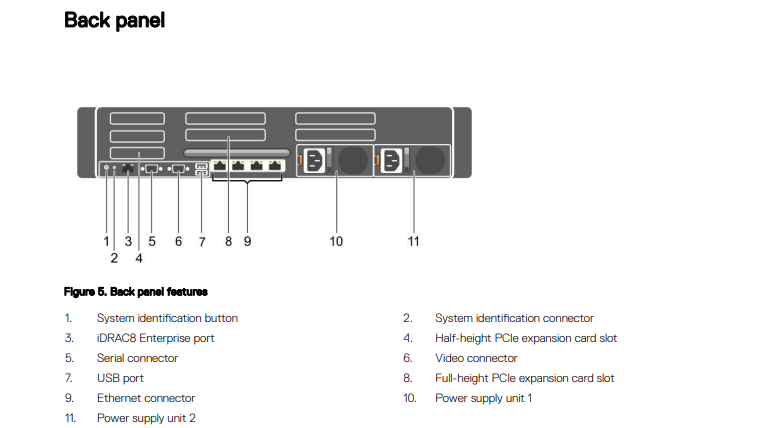 Back panel
1 3 5 6 7 8 9 10 11
2 4
Figure 5. Back panel features
1. System identification button 2. System identification connector
3. iDRAC8 Enterprise port 4. Half-height PCIe expansion card slot
5. Serial connector 6. Video connector
7. USB port 8. Full-height PCIe expansion card slot
9. Ethernet connector 10. Power supply unit 1
11. Power supply unit 2